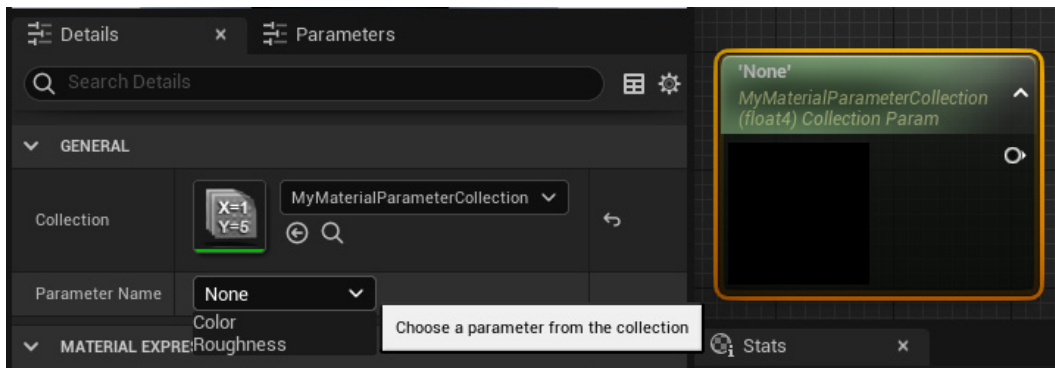 Details
Parameters
Search Details
GENERAL
Collection
X=1
Y=5
MyMaterialParameterCollection
Parameter Name
None
Color
Roughness
Choose a parameter from the collection
MATERIAL EXPRE
'None'
MyMaterialParameterCollection
(float4) Collection Param
Stats